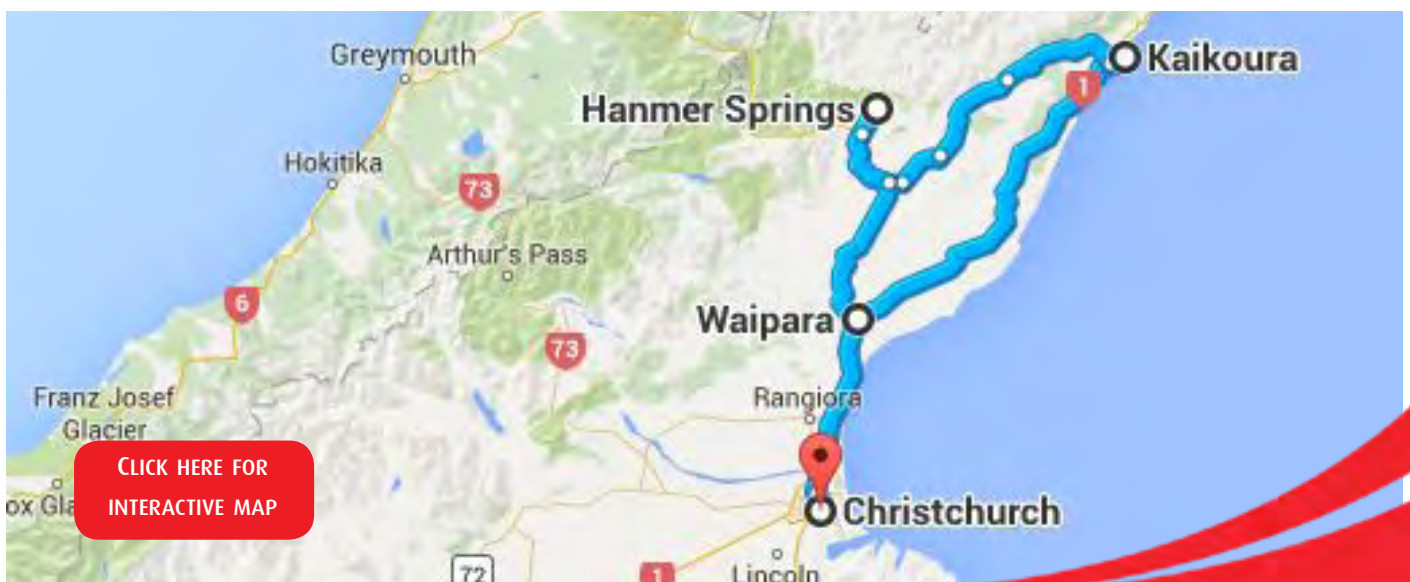 Greymouth
Kaikoura
1
Hanmer Springs
Hokitika
73
Arthur's Pass
6
Waipara
73
Franz Josef
Glacier
Rangiora
CLICK HERE FOR
INTERACTIVE MAP
ox Gla
Christchurch
72
1
Lincoln